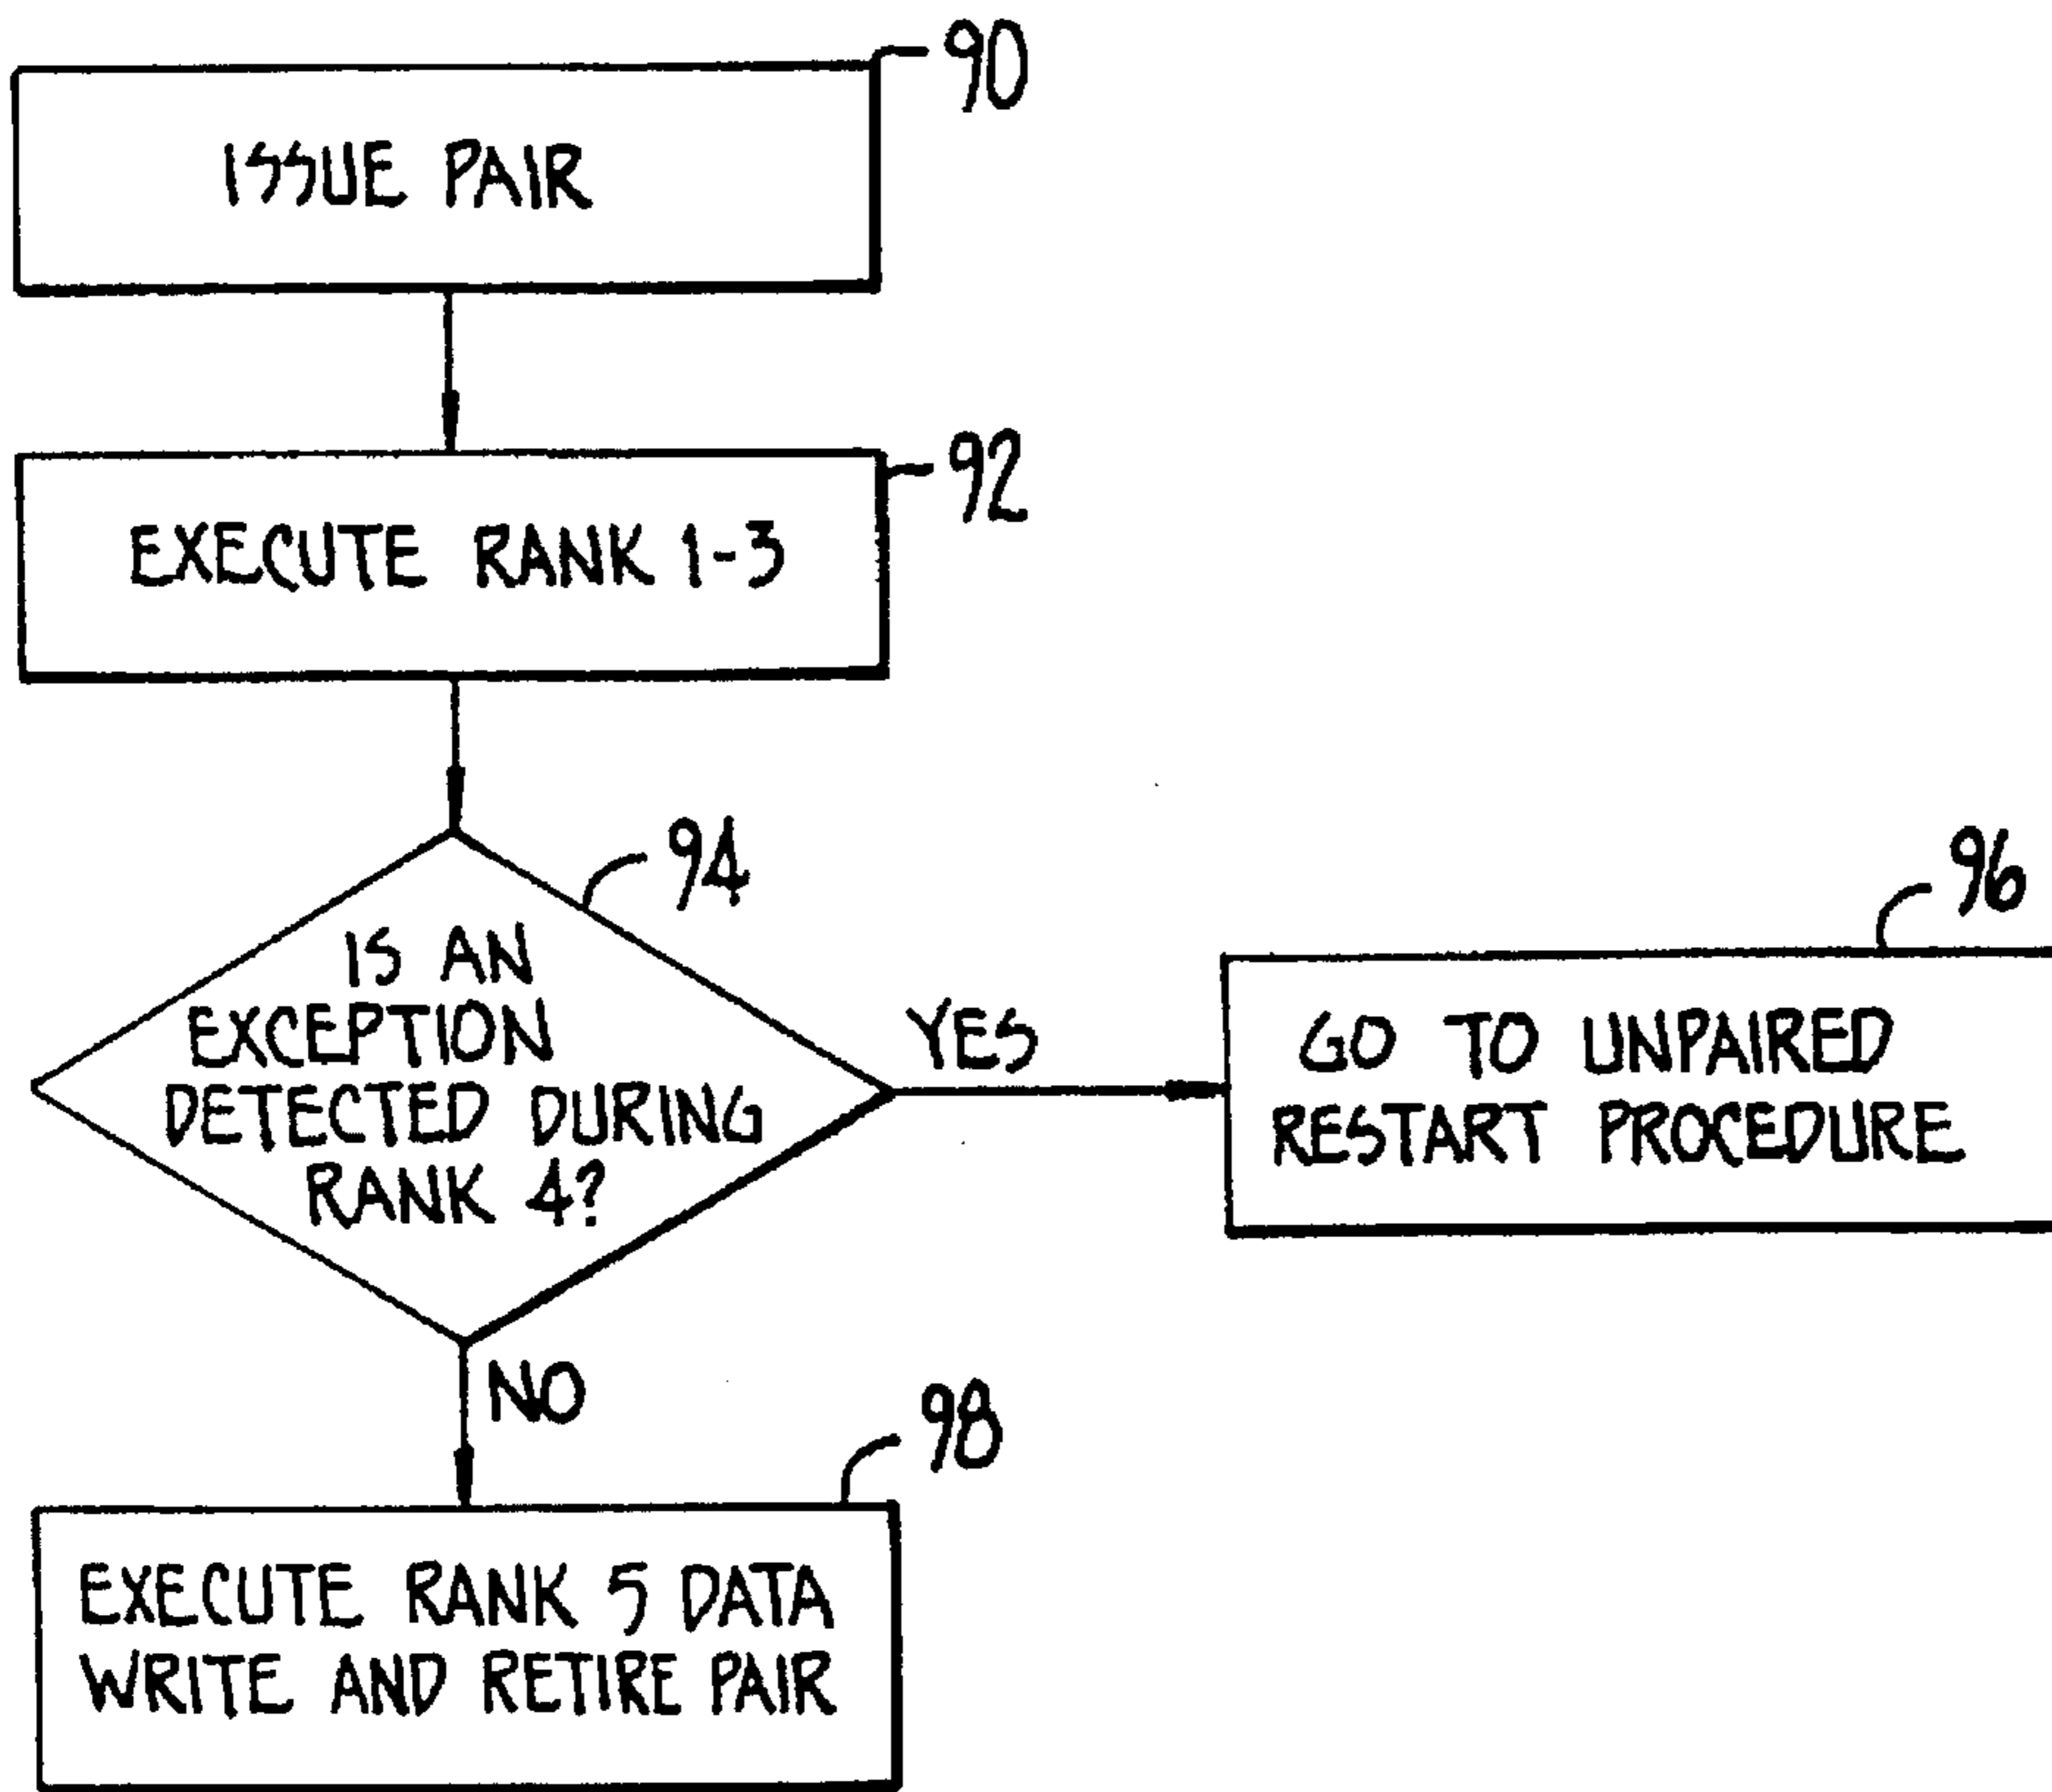 90
ISSUE PAIR
92
EXECUTE RANK 1-3
94
IS AN
EXCEPTION
DETECTED DURING
RANK 4?
YES
96
GO TO UNPAIRED
RESTART PROCEDURE
NO
98
EXECUTE RANK 5 DATA
WRITE AND RETIRE PAIR